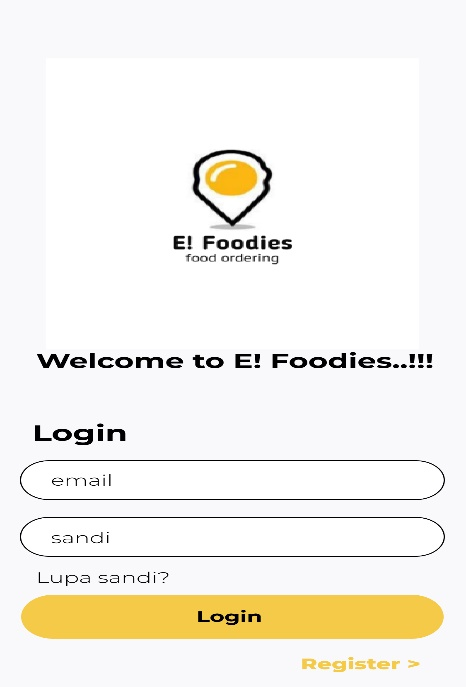 E! Foodies
food ordering
Welcome to E! Foodies..!!!
Login
email
sandi
Lupa sandi?
Login
Register >